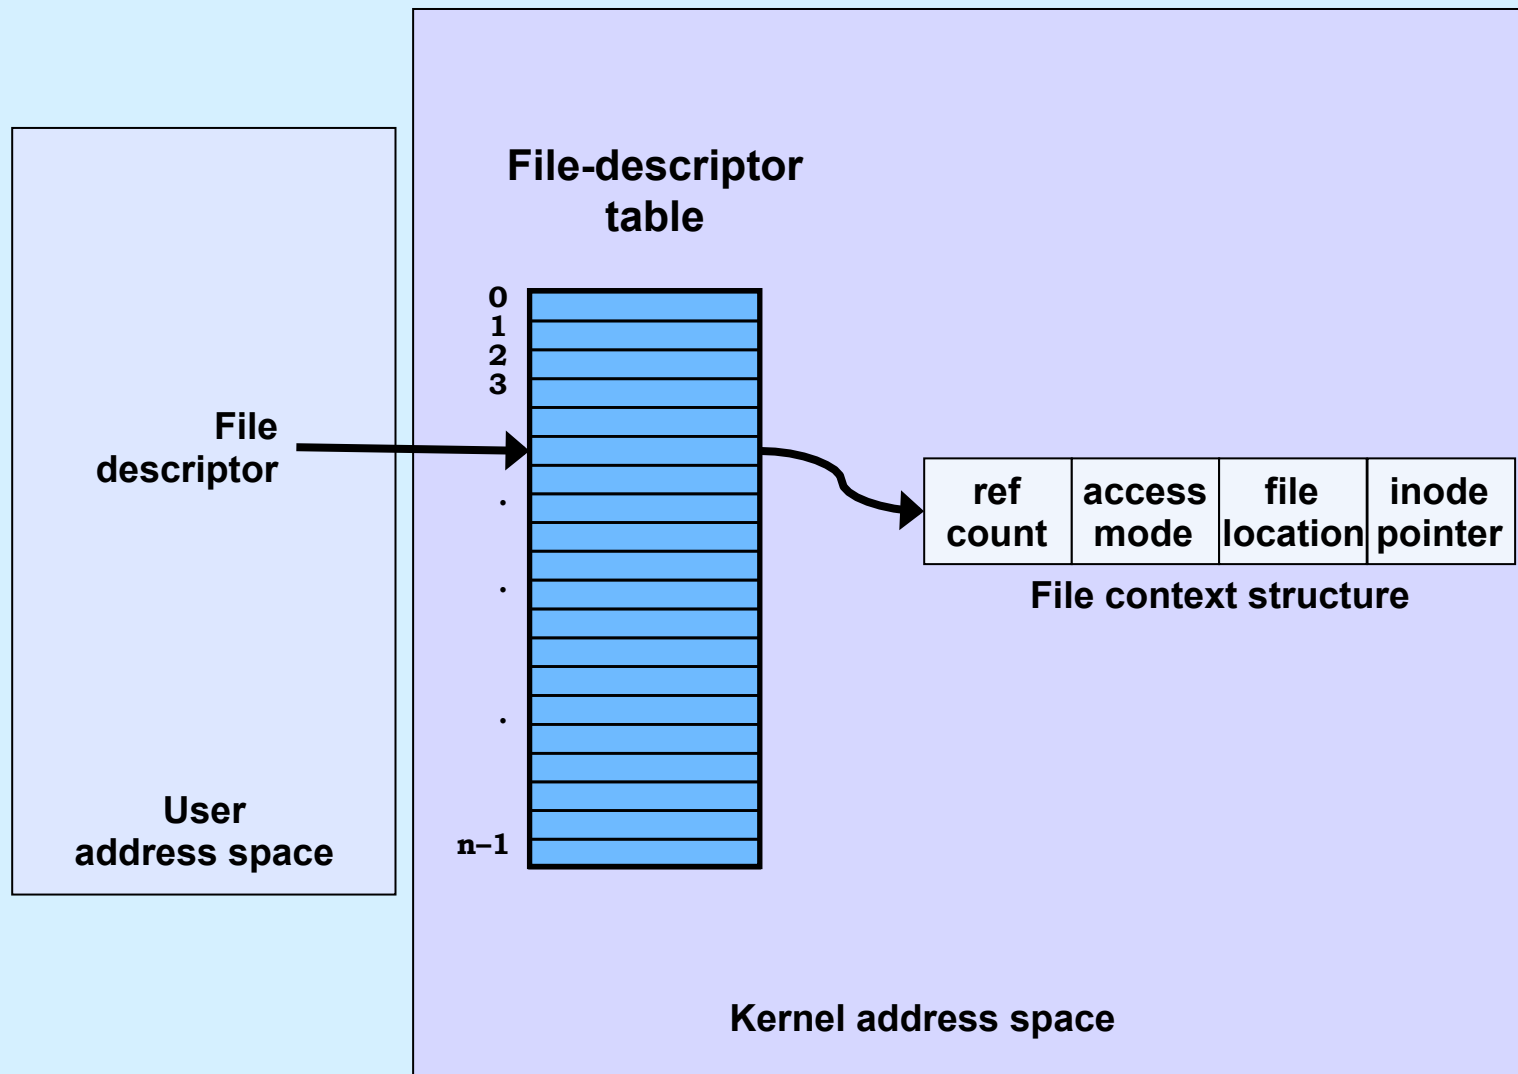 File-descriptor
table
0
1
2
3
.
.
.
n–1
File
descriptor
User
address space
ref
count
access
mode
file
location
inode
pointer
File context structure
Kernel address space